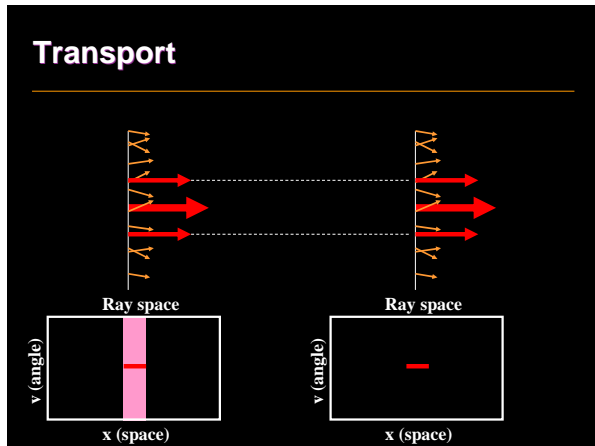 Transport
Ray space
Ray space
v (angle)
x (space)
v (angle)
x (space)